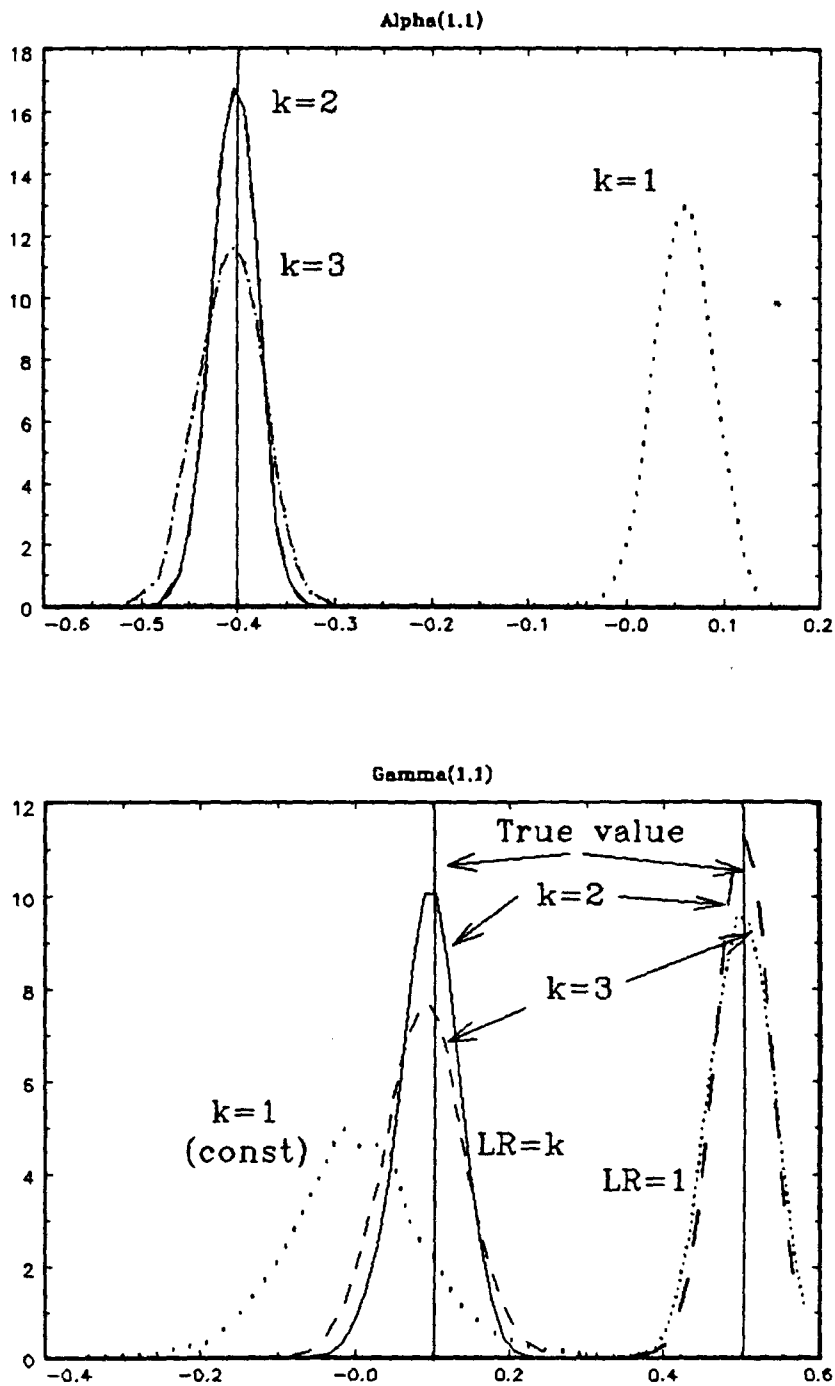 Alpha(1.1)
18
16
14
12
10
8
6
4
2
0
k=2
k=1
k=3
-0.6 -0.5 -0.4 -0.3 -0.2 -0.1 -0.0 0.1 0.2
Gamma(1.1)
12
10
8
6
4
2
0
True value
k=2
k=3
k=1
(const)
LR=k
LR=1
-0.4 -0.2 -0.0 0.2 0.4 0.6